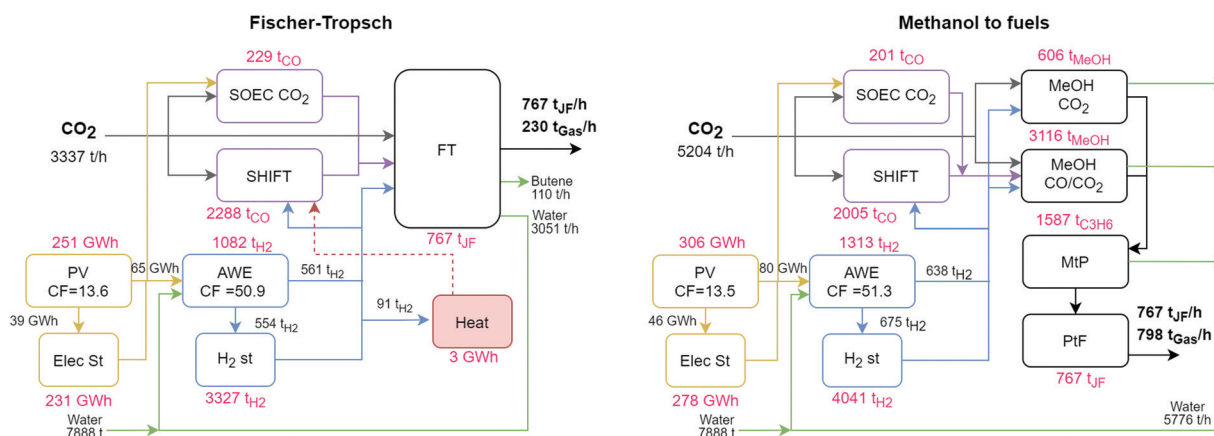 Fischer-Tropsch
229 tCO
SOEC CO2
767 tJF/h
230 tGas/h
CO2
3337 t/h
FT
SHIFT
Butene
110 t/h
2288 tCO
Water
3051 t/h
251 GWh
1082 tH2
767 tJF
PV
CF=13.6
65 GWh
AWE
CF =50.9
561 tH2
39 GWh
554 tH2
91 tH2
Heat
Elec St
H2 st
3 GWh
231 GWh
3327 tH2
Water
7888 t
Methanol to fuels
201 tCO
606 tMeOH
SOEC CO2
MeOH
CO2
CO2
5204 t/h
3116 tMeOH
SHIFT
MeOH
CO/CO2
2005 tCO
1587 tC3H6
306 GWh
1313 tH2
PV
CF=13.5
80 GWh
AWE
CF =51.3
638 tH2
MtP
46 GWh
675 tH2
767 tJF/h
798 tGas/h
Elec St
H2 st
PtF
767 tJF
278 GWh
4041 tH2
Water
7888 t
Water
5776 t/h